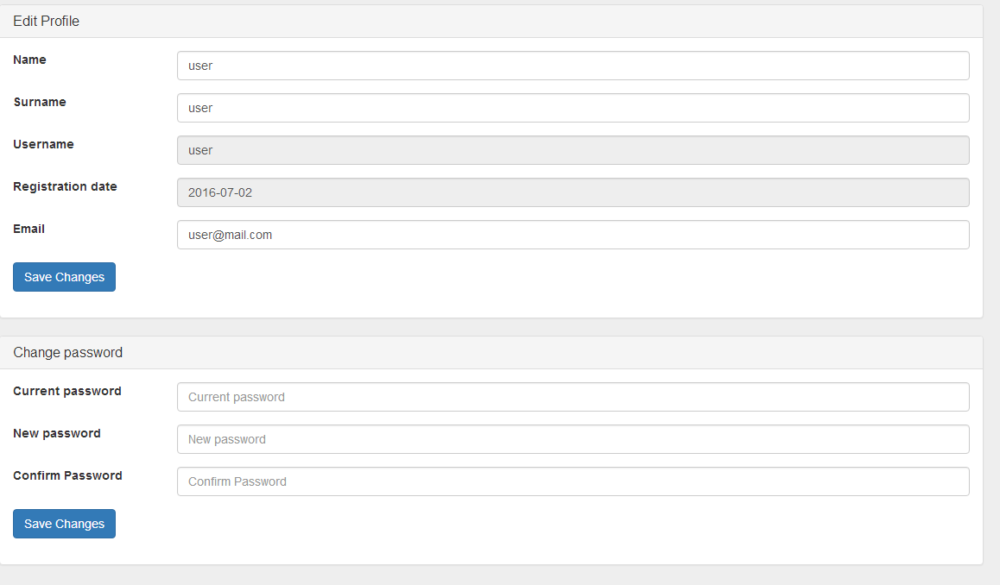 Edit Profile
Name
user
Surname
user
Username
user
Registration date
2016-07-02
Email
user@mail.com
Save Changes
Change password
Current password
Current password
New password
New password
Confirm Password
Confirm Password
Save Changes